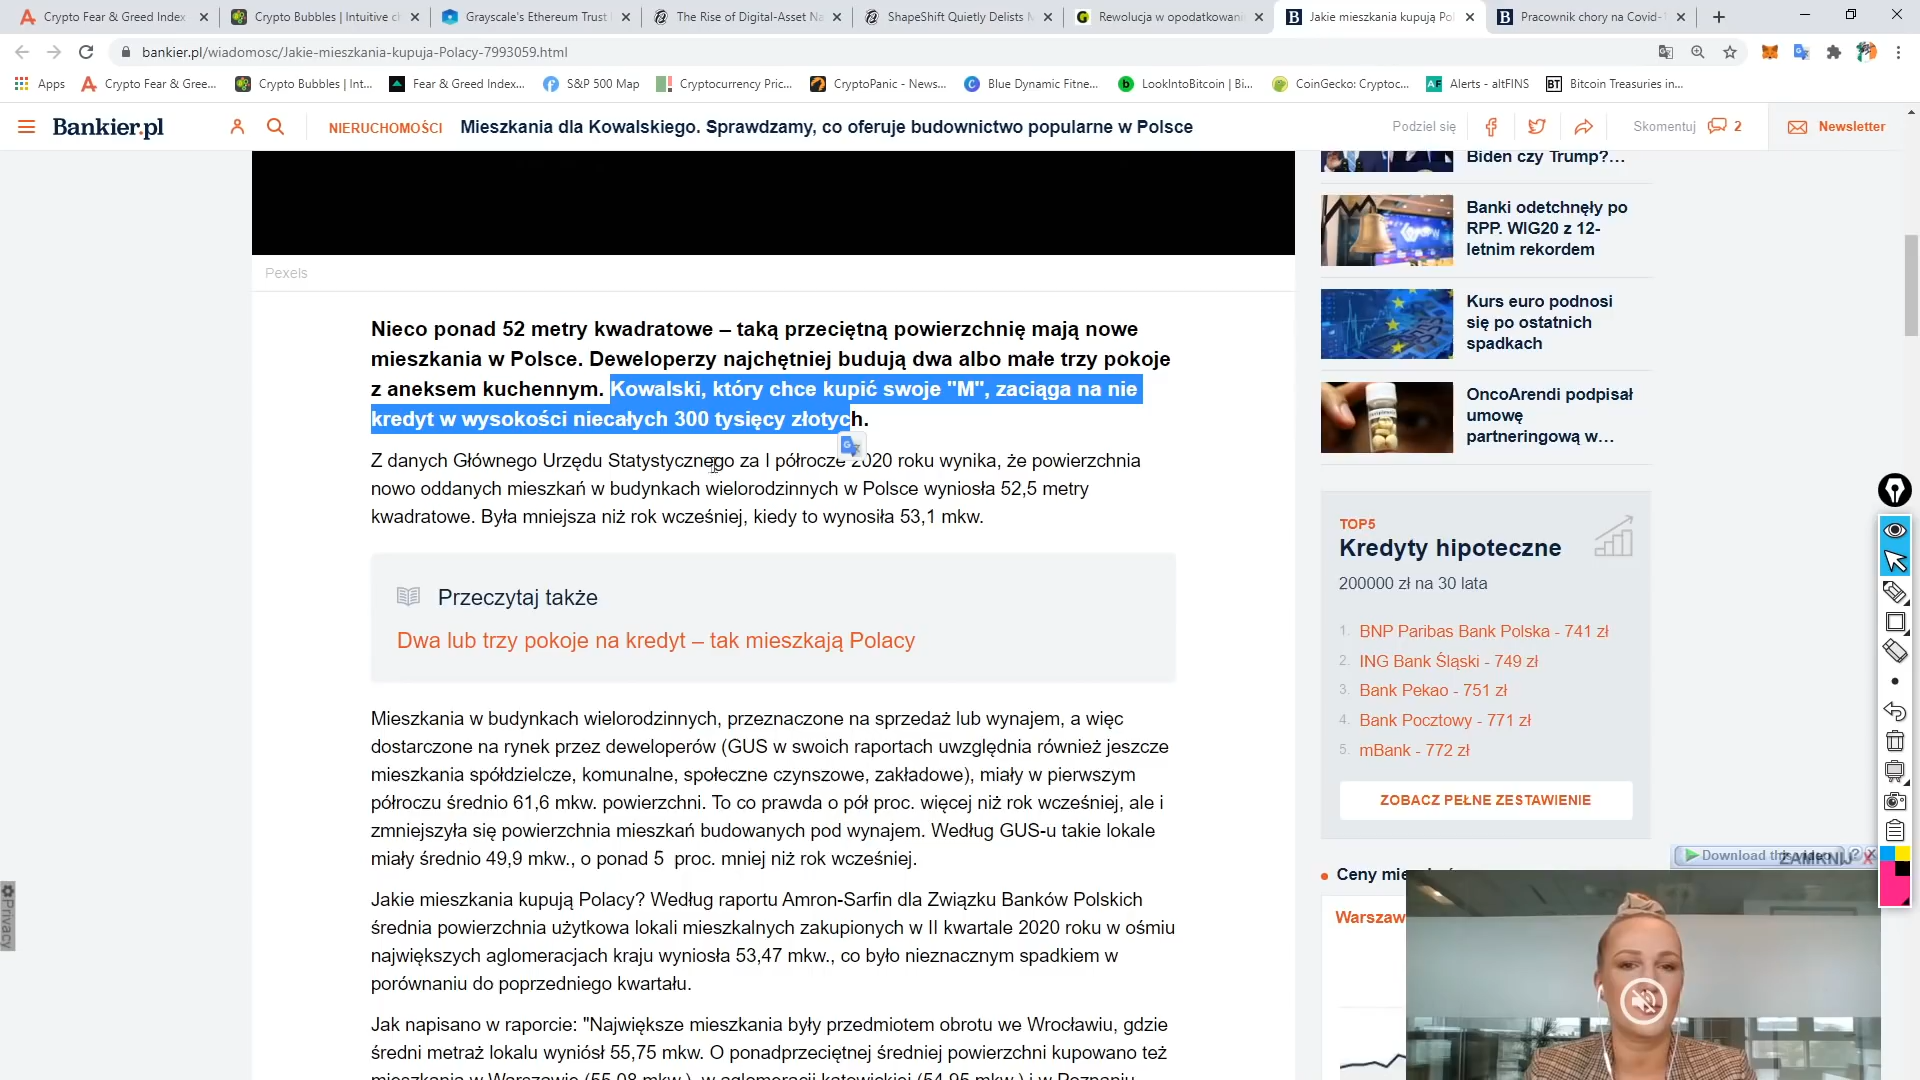 Crypto Fear & Greed Index
Crypto Bubbles | Intuitive c
Grayscale's Ethereum Trust
The Rise of Digital-Asset Na
ShapeShift Quietly Delists
Rewolucja w opodatkowani
Jakie mieszkania kupują Po
Pracownik chory na Covid-
bankier.pl/wiadomosc/Jakie-mieszkania-kupuja-Polacy-7993059.html
Apps
Crypto Fear & Gree...
Crypto Bubbles | Int...
Fear & Greed Index...
S&P 500 Map
Cryptocurrency Pric...
CryptoPanic - News...
Blue Dynamic Fitne...
LookIntoBitcoin | Bi...
CoinGecko: Cryptoc...
Alerts - altFINS
Bitcoin Treasuries in...
Bankier.pl
NIERUCHOMOŚCI
Mieszkania dla Kowalskiego. Sprawdzamy, co oferuje budownictwo popularne w Polsce
Podziel się
Skomentuj
2
Newsletter
Pexels
Nieco ponad 52 metry kwadratowe – taką przeciętną powierzchnię mają nowe
mieszkania w Polsce. Deweloperzy najchętniej budują dwa albo małe trzy pokoje
z aneksem kuchennym. Kowalski, który chce kupić swoje "M", zaciąga na nie
kredyt w wysokości niecałych 300 tysięcy złotych.
Z danych Głównego Urzędu Statystycznego za I półrocze 2020 roku wynika, że powierzchnia
nowo oddanych mieszkań w budynkach wielorodzinnych w Polsce wyniosła 52,5 metry
kwadratowe. Była mniejsza niż rok wcześniej, kiedy to wynosiła 53,1 mkw.
Przeczytaj także
Dwa lub trzy pokoje na kredyt – tak mieszkają Polacy
Mieszkania w budynkach wielorodzinnych, przeznaczone na sprzedaż lub wynajem, a więc
dostarczone na rynek przez deweloperów (GUS w swoich raportach uwzględnia również jeszcze
mieszkania spółdzielcze, komunalne, społeczne czynszowe, zakładowe), miały w pierwszym
półroczu średnio 61,6 mkw. powierzchni. To co prawda o pół proc. więcej niż rok wcześniej, ale i
zmniejszyła się powierzchnia mieszkań budowanych pod wynajem. Według GUS-u takie lokale
miały średnio 49,9 mkw., o ponad 5 proc. mniej niż rok wcześniej.
Jakie mieszkania kupują Polacy? Według raportu Amron-Sarfin dla Związku Banków Polskich
średnia powierzchnia użytkowa lokali mieszkalnych zakupionych w II kwartale 2020 roku w ośmiu
największych aglomeracjach kraju wyniosła 53,47 mkw., co było nieznacznym spadkiem w
porównaniu do poprzedniego kwartału.
Jak napisano w raporcie: "Największe mieszkania były przedmiotem obrotu we Wrocławiu, gdzie
średni metraż lokalu wyniósł 55,75 mkw. O ponadprzeciętnej średniej powierzchni kupowano też
mieszkania w Warszawie (55,08 mkw.), w aglomeracji katowickiej (54,95 mkw.) i w Poznaniu
Biden czy Trump?...
Banki odetchnęły po
RPP. WIG20 z 12-
letnim rekordem
Kurs euro podnosi
się po ostatnich
spadkach
OncoArendi podpisał
umowę
partneringową w...
TOP5
Kredyty hipoteczne
200000 zł na 30 lata
1. BNP Paribas Bank Polska - 741 zł
2. ING Bank Śląski - 749 zł
3. Bank Pekao - 751 zł
4. Bank Pocztowy - 771 zł
5. mBank - 772 zł
ZOBACZ PEŁNE ZESTAWIENIE
Download this video
ZAMKNIJ X
Ceny
Warszaw
Privacy